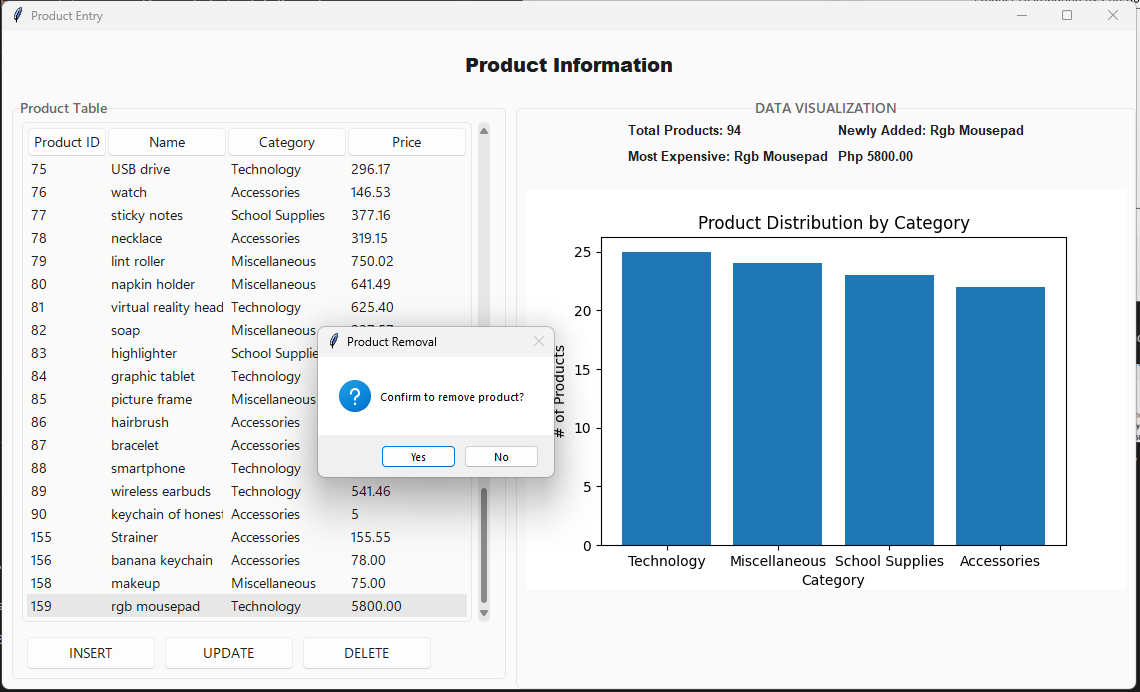 Product Entry
Product Information
Product Table
Product ID Name Category Price
75 USB drive Technology 296.17
76 watch Accessories 146.53
77 sticky notes School Supplies 377.16
78 necklace Accessories 319.15
79 lint roller Miscellaneous 750.02
80 napkin holder Miscellaneous 641.49
81 virtual reality head Technology 625.40
82 soap Miscellaneous
83 highlighter School Supplie
84 graphic tablet Technology
85 picture frame Miscellaneous
86 hairbrush Accessories
87 bracelet Accessories
88 smartphone Technology
89 wireless earbuds Technology 541.46
90 keychain of honest Accessories 5
155 Strainer Accessories 155.55
156 banana keychain Accessories 78.00
158 makeup Miscellaneous 75.00
159 rgb mousepad Technology 5800.00
INSERT UPDATE DELETE
Product Removal
Confirm to remove product?
Yes No
DATA VISUALIZATION
Total Products: 94 Newly Added: Rgb Mousepad
Most Expensive: Rgb Mousepad Php 5800.00
Product Distribution by Category
# of Products
25
20
15
10
5
0
Technology Miscellaneous School Supplies Accessories
Category